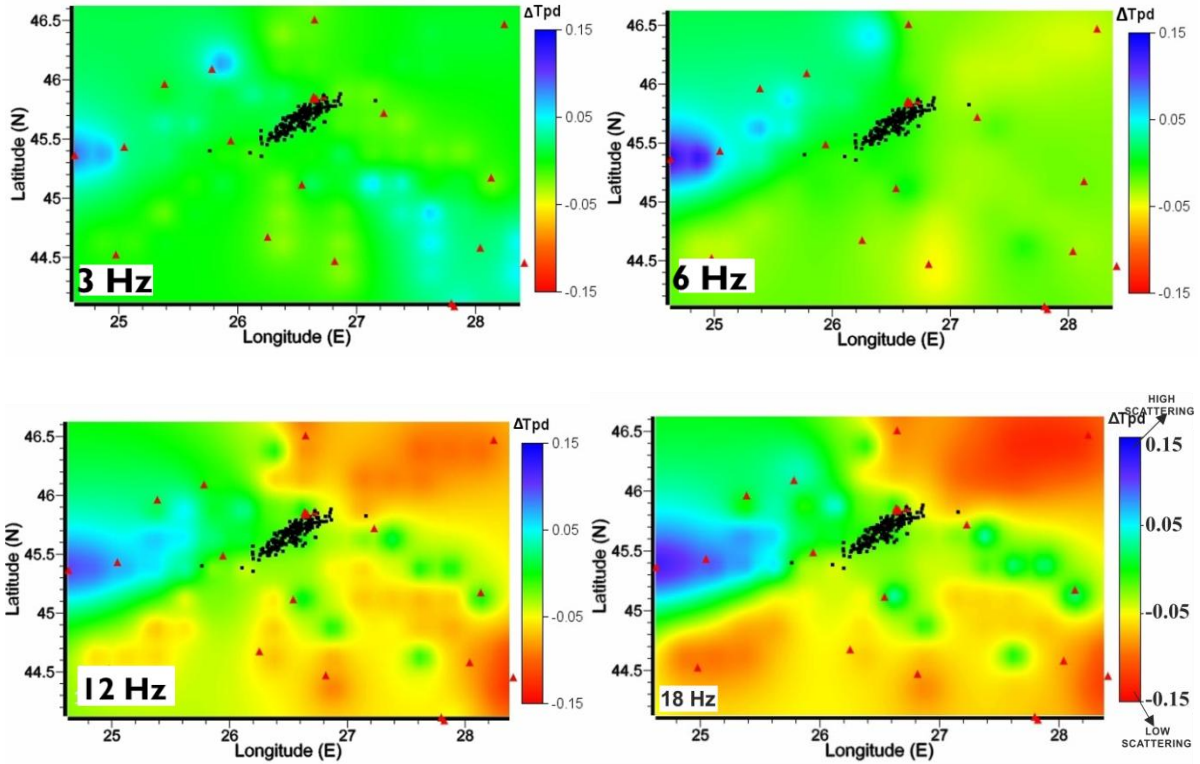 ΔTpd
46.5
46
45.5
45
44.5
Latitude (N)
0.15
0.05
-0.05
-0.15
3 Hz
25 26 27 28
Longitude (E)
ΔTpd
46.5
46
45.5
45
44.5
Latitude (N)
0.15
0.05
-0.05
-0.15
6 Hz
25 26 27 28
Longitude (E)
ΔTpd
46.5
46
45.5
45
44.5
Latitude (N)
0.15
0.05
-0.05
-0.15
12 Hz
25 26 27 28
Longitude (E)
HIGH
SCATTERING
ΔTpd
46.5
46
45.5
45
44.5
Latitude (N)
0.15
0.05
-0.05
-0.15
18 Hz
LOW
SCATTERING
25 26 27 28
Longitude (E)